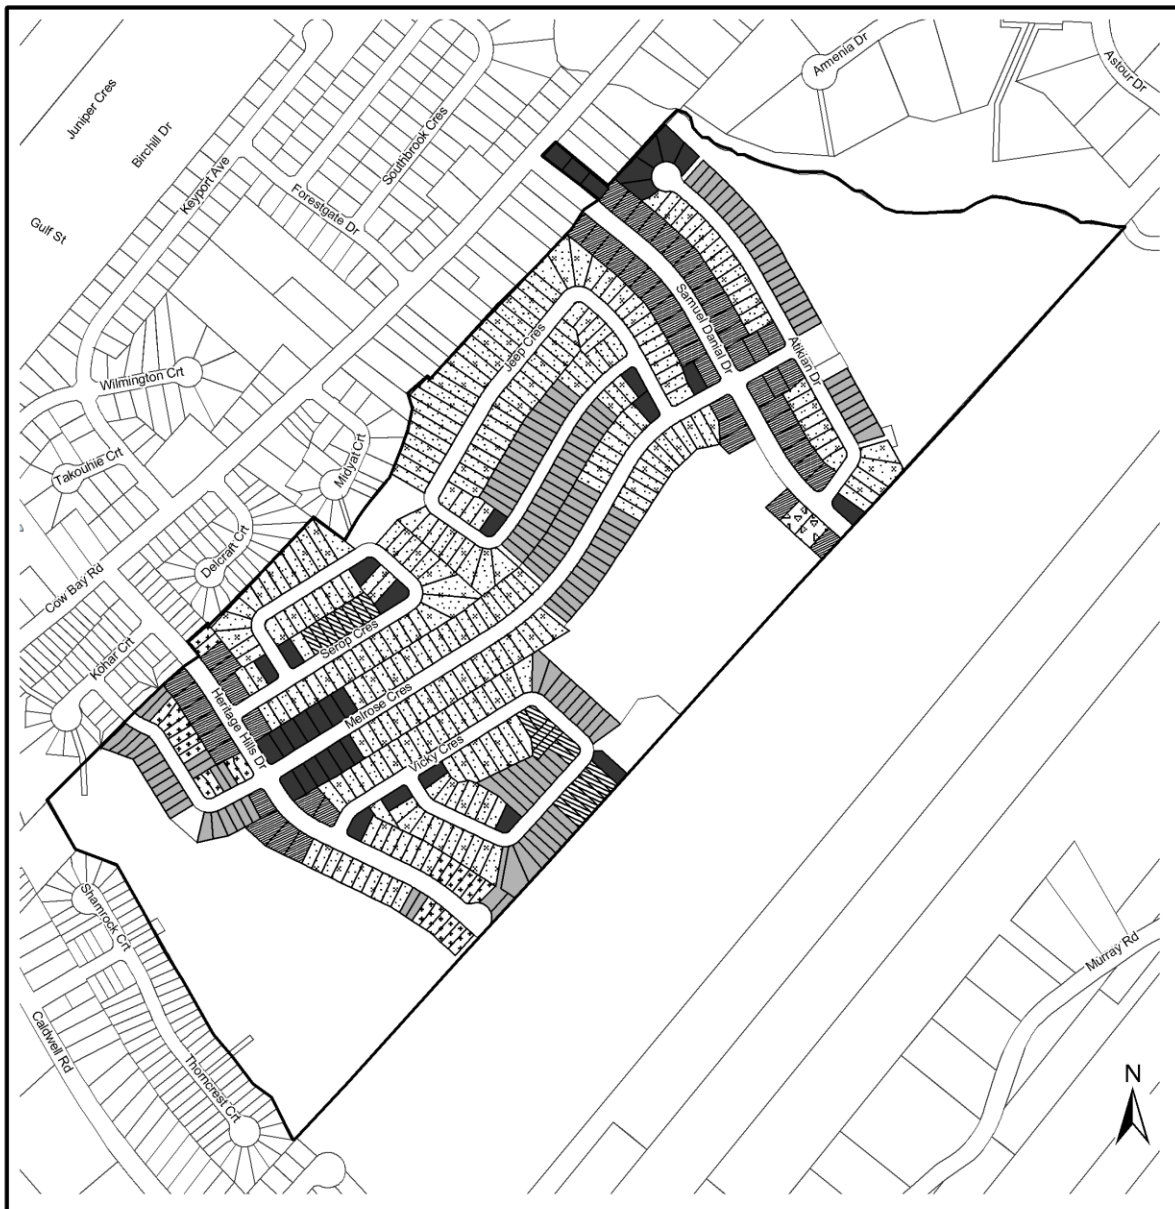 Armenia Dr
Astour Dr
Juniper Cres
Birchill Dr
Southbrook Cres
Keyport Ave
Forestgate Dr
Gulf St
Samuel Danial Dr
Jeep Cres
Atikian Dr
Wilmington Crt
Midyat Crt
Takouhie Crt
Delcraft Crt
Cow Bay Rd
Kohar Crt
Serop Cres
Heritage Hills Dr
Melrose Cres
Vicky Cres
Shamrock Crt
Murray Rd
Caldwell Rd
Thorncrest Crt
N